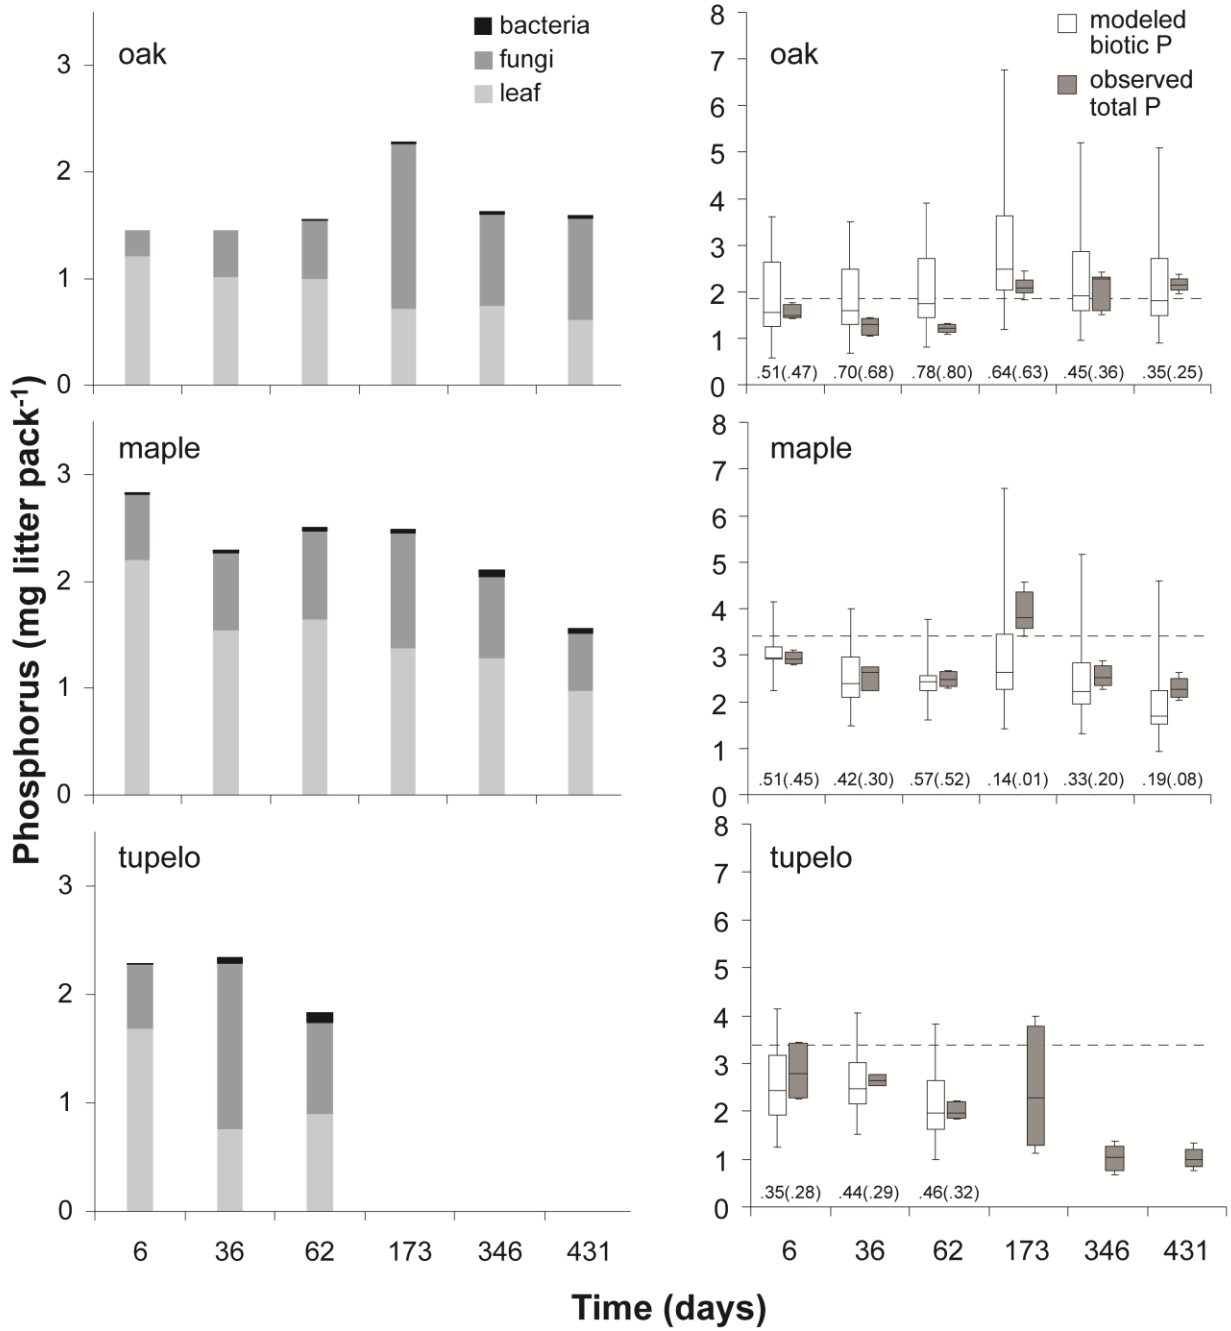 Phosphorus (mg litter pack⁻¹)
oak
bacteria
fungi
leaf
3
2
1
0
maple
3
2
1
0
tupelo
3
2
1
0
6 36 62 173 346 431
oak
modeled
biotic P
observed
total P
8
7
6
5
4
3
2
1
0
.51(.47) .70(.68) .78(.80) .64(.63) .45(.36) .35(.25)
maple
8
7
6
5
4
3
2
1
0
.51(.45) .42(.30) .57(.52) .14(.01) .33(.20) .19(.08)
tupelo
8
7
6
5
4
3
2
1
0
.35(.28) .44(.29) .46(.32)
6 36 62 173 346 431
Time (days)